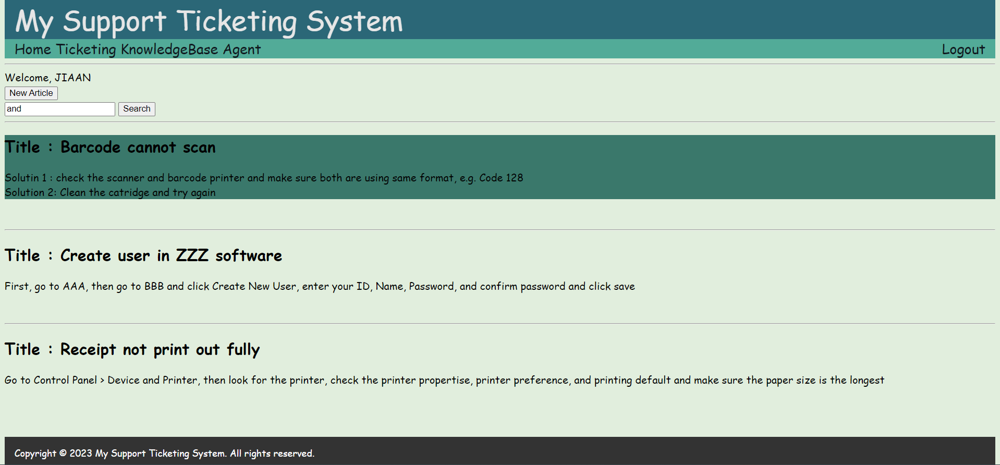 My Support Ticketing System
Home Ticketing KnowledgeBase Agent Logout
Welcome, JIAAN
New Article
and Search
Title : Barcode cannot scan
Solutin 1 : check the scanner and barcode printer and make sure both are using same format, e.g. Code 128
Solution 2: Clean the catridge and try again
Title : Create user in ZZZ software
First, go to AAA, then go to BBB and click Create New User, enter your ID, Name, Password, and confirm password and click save
Title : Receipt not print out fully
Go to Control Panel > Device and Printer, then look for the printer, check the printer propertise, printer preference, and printing default and make sure the paper size is the longest
Copyright © 2023 My Support Ticketing System. All rights reserved.